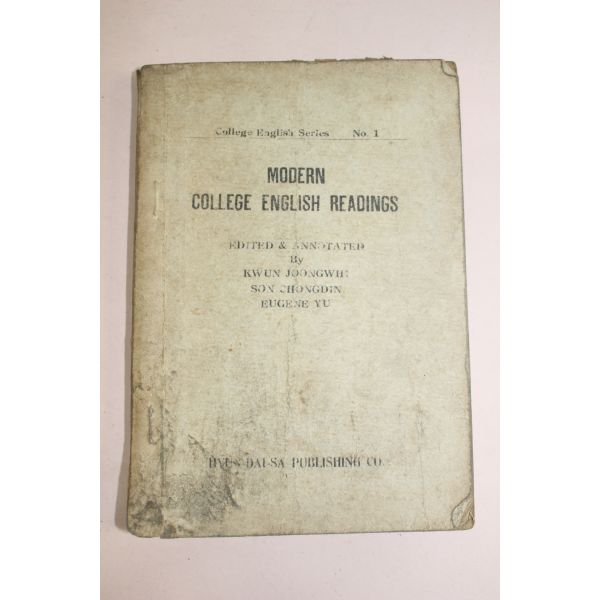 College English Series No. 1
MODERN
COLLEGE ENGLISH READINGS
EDITED & ANNOTATED
By
KWUN JOONGWHI
SON CHONGDIN
EUGENE YU
HYUN DAI-SA PUBLISHING CO.